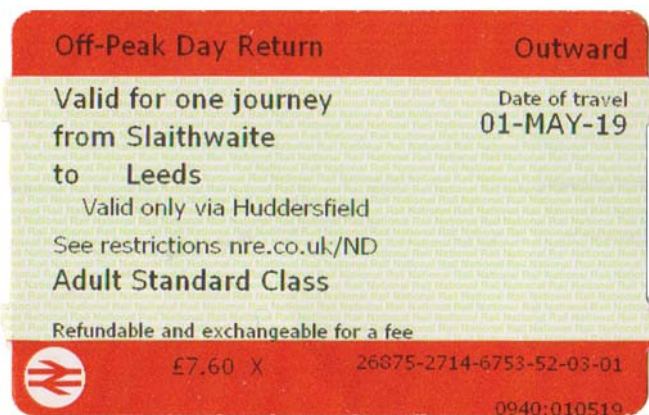 Off-Peak Day Return Outward
Valid for one journey Date of travel
from Slaithwaite 01-MAY-19
to Leeds
Valid only via Huddersfield
See restrictions nre.co.uk/ND
Adult Standard Class
Refundable and exchangeable for a fee
£7.60 X 26875-2714-6753-52-03-01
0940:010519